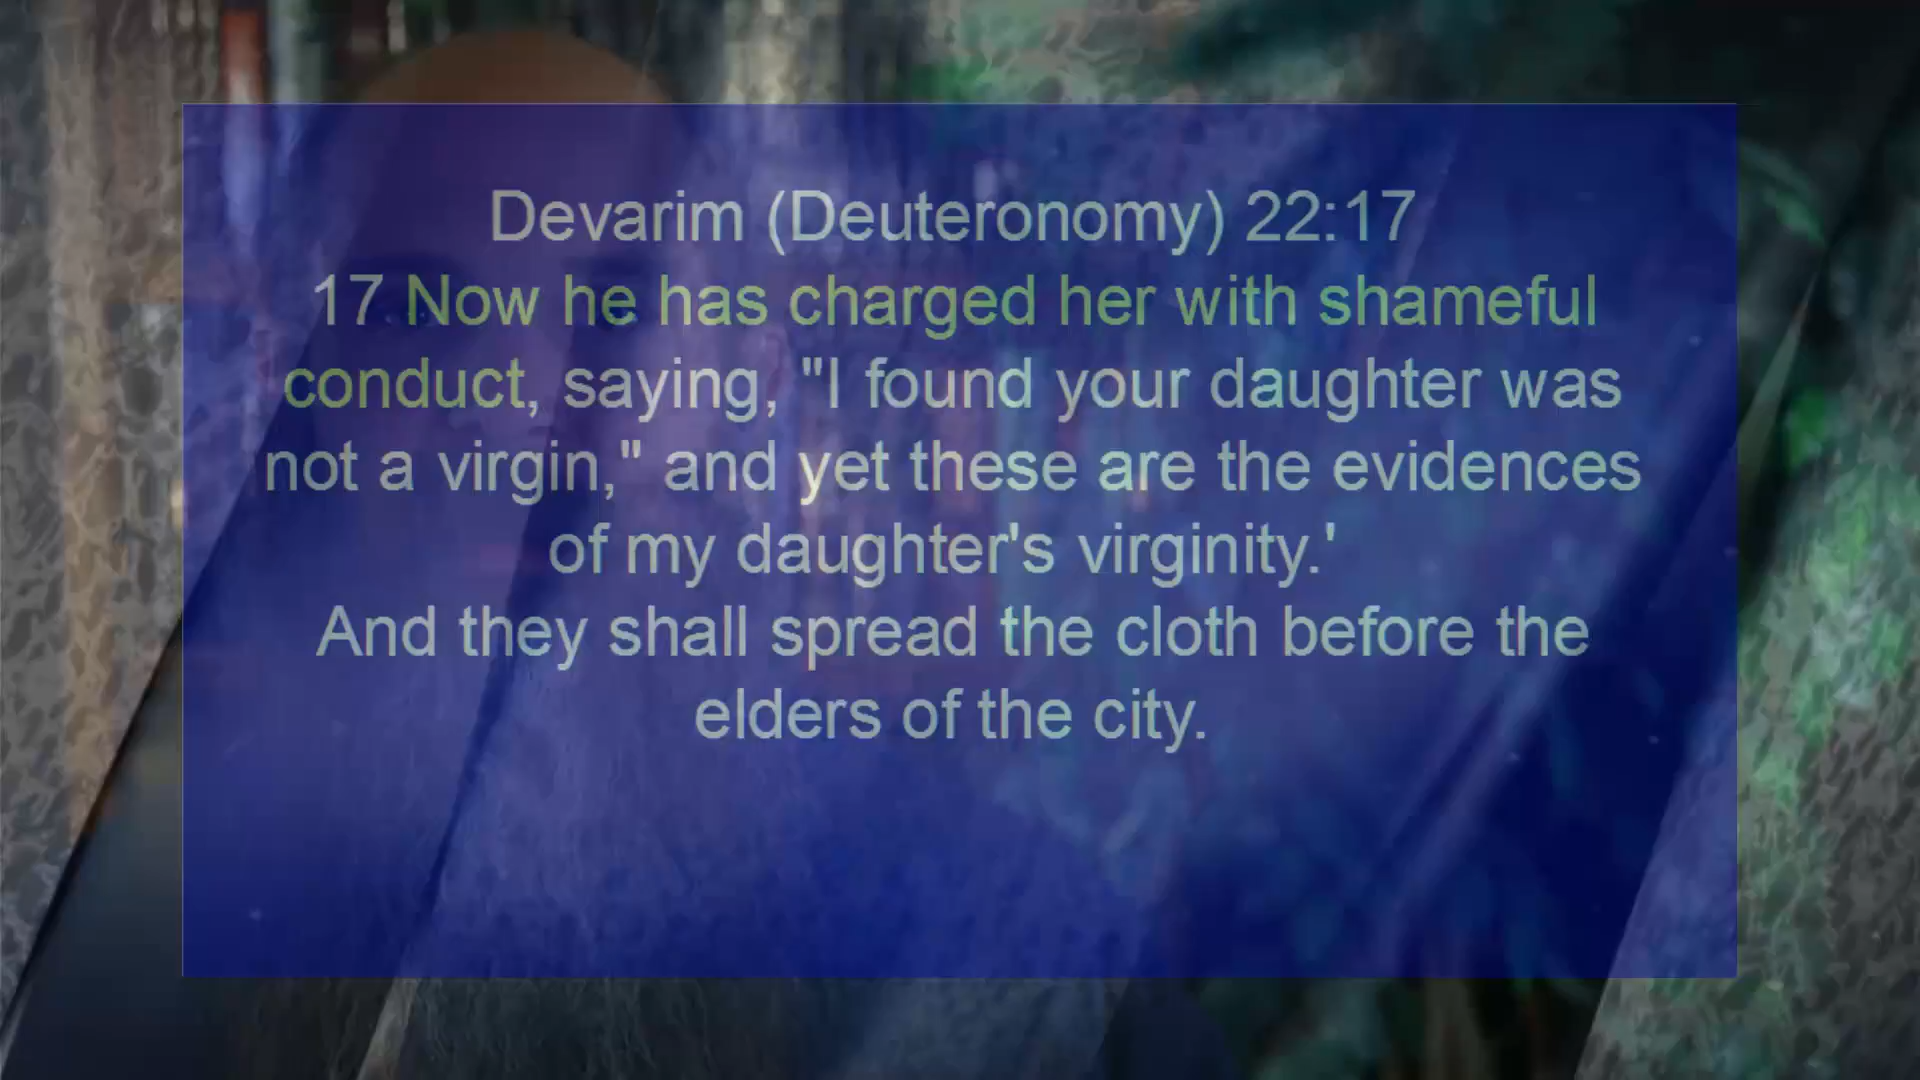 Devarim (Deuteronomy) 22:17
17 Now he has charged her with shameful
conduct, saying, "I found your daughter was
not a virgin," and yet these are the evidences
of my daughter's virginity.'
And they shall spread the cloth before the
elders of the city.